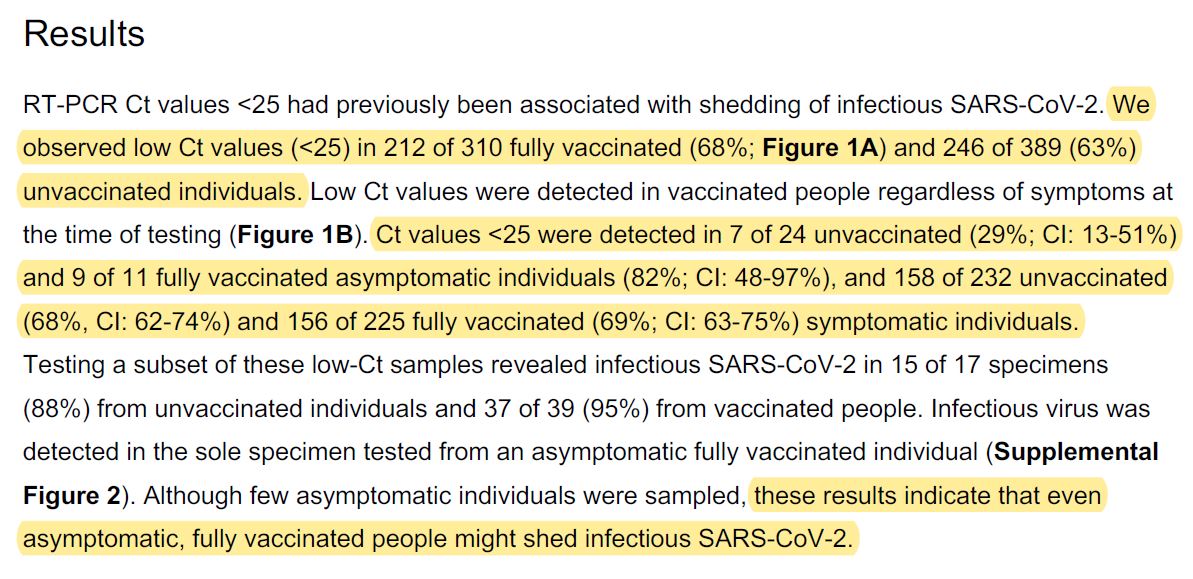 Results
RT-PCR Ct values <25 had previously been associated with shedding of infectious SARS-CoV-2. We
observed low Ct values (<25) in 212 of 310 fully vaccinated (68%; Figure 1A) and 246 of 389 (63%)
unvaccinated individuals. Low Ct values were detected in vaccinated people regardless of symptoms at
the time of testing (Figure 1B). Ct values <25 were detected in 7 of 24 unvaccinated (29%; CI: 13-51%)
and 9 of 11 fully vaccinated asymptomatic individuals (82%; CI: 48-97%), and 158 of 232 unvaccinated
(68%, CI: 62-74%) and 156 of 225 fully vaccinated (69%; CI: 63-75%) symptomatic individuals.
Testing a subset of these low-Ct samples revealed infectious SARS-CoV-2 in 15 of 17 specimens
(88%) from unvaccinated individuals and 37 of 39 (95%) from vaccinated people. Infectious virus was
detected in the sole specimen tested from an asymptomatic fully vaccinated individual (Supplemental
Figure 2). Although few asymptomatic individuals were sampled, these results indicate that even
asymptomatic, fully vaccinated people might shed infectious SARS-CoV-2.